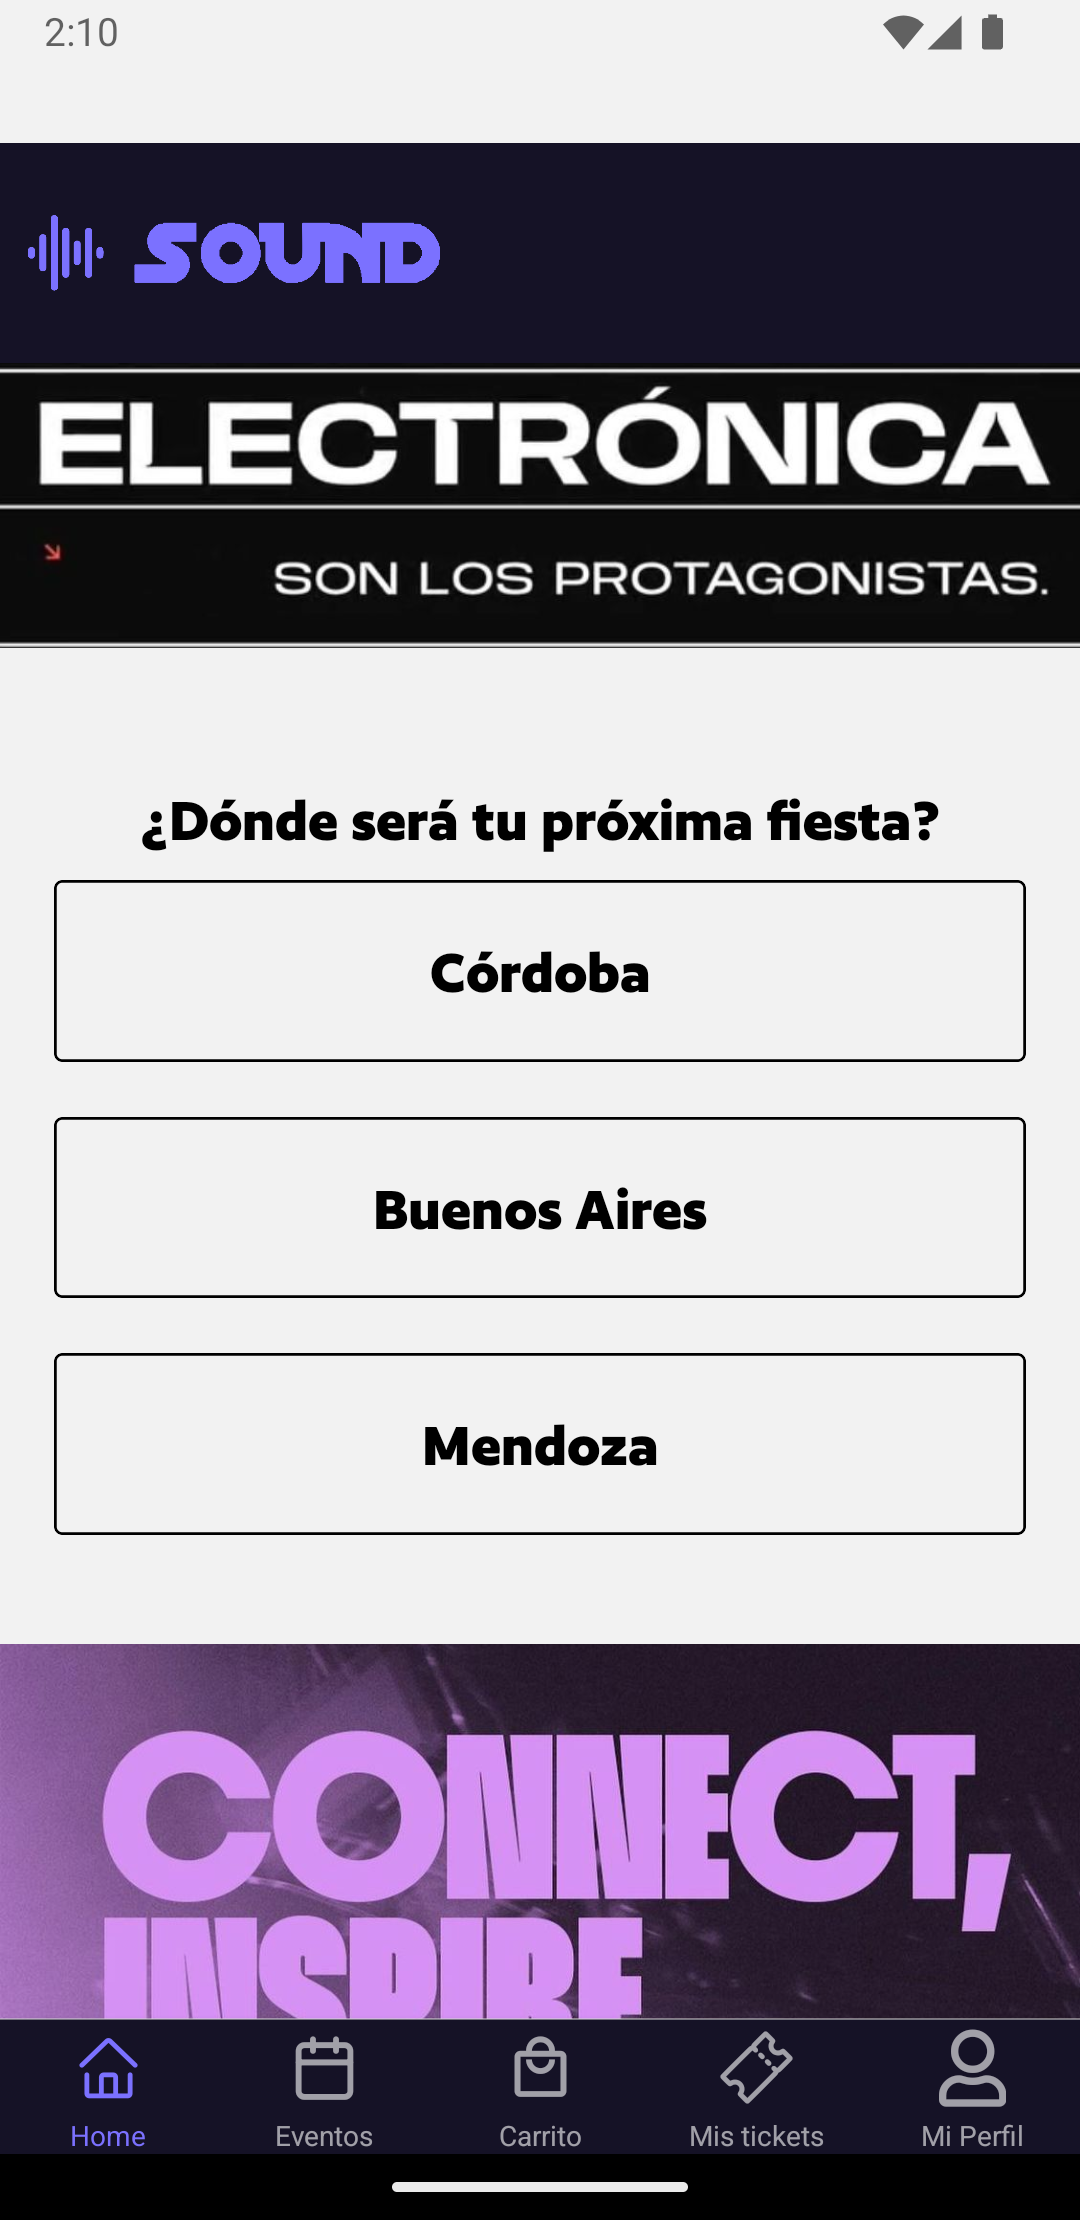 2:10
SOUND
ELECTRÓNICA
SON LOS PROTAGONISTAS.
¿Dónde será tu próxima fiesta?
Córdoba
Buenos Aires
Mendoza
CONNECT,
INSPIRE
Home
Eventos
Carrito
Mis tickets
Mi Perfil